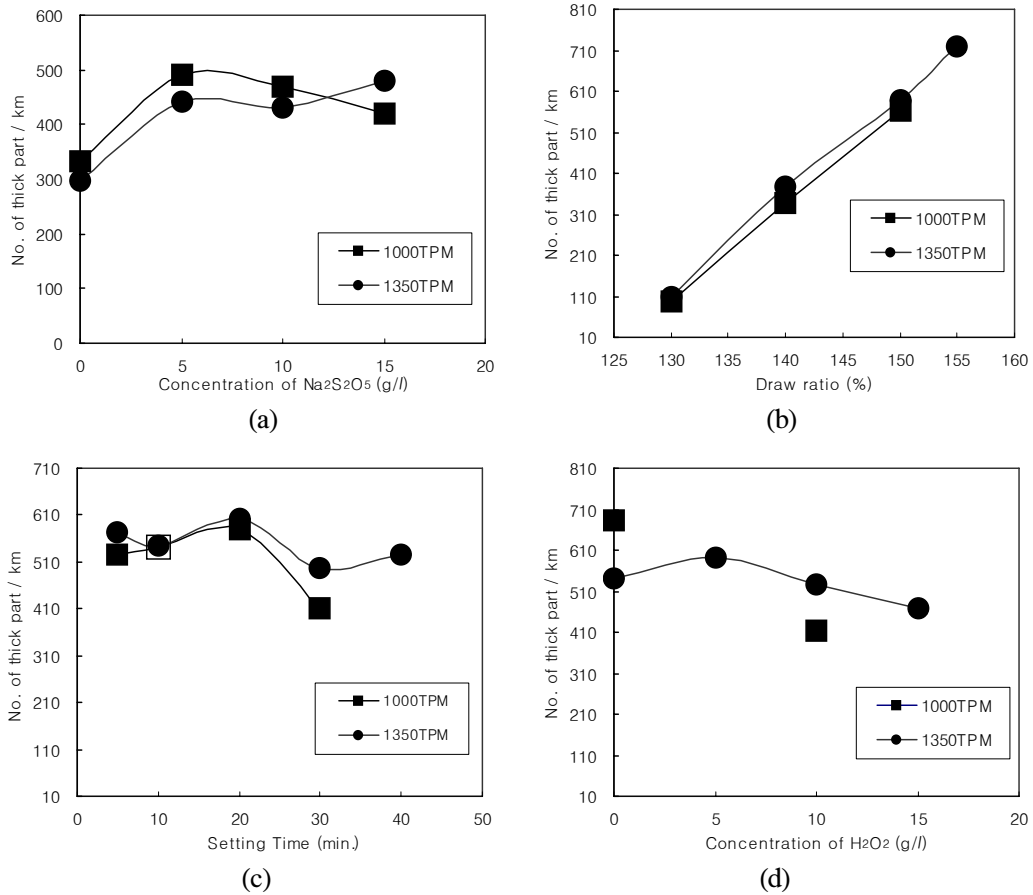 600
500
400
300
200
100
0
No. of thick part / km
1000TPM
1350TPM
0 5 10 15 20
Concentration of Na2S2O5 (g/l)
(a)
810
710
610
510
410
310
210
110
10
No. of thick part / km
1000TPM
1350TPM
125 130 135 140 145 150 155 160
Draw ratio (%)
(b)
710
610
510
410
310
210
110
10
No. of thick part / km
1000TPM
1350TPM
0 10 20 30 40 50
Setting Time (min.)
(c)
810
710
610
510
410
310
210
110
10
No. of thick part / km
1000TPM
1350TPM
0 5 10 15 20
Concentration of H2O2 (g/l)
(d)